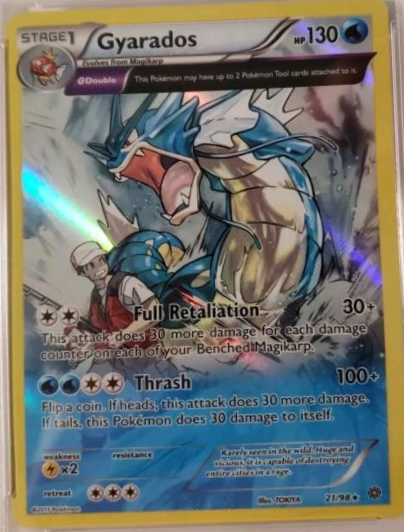 STAGE1 Gyarados HP130
Evolves from Magikarp
θDouble This Pokémon may have up to 2 Pokémon Tool cards attached to it.
Full Retaliation 30+
This attack does 30 more damage for each damage
counter on each of your Benched Magikarp.
Thrash 100+
Flip a coin. If heads, this attack does 30 more damage.
If tails, this Pokémon does 30 damage to itself.
weakness resistance
×2
Rarely seen in the wild. Huge and
vicious, it is capable of destroying
entire cities in a rage.
retreat
©2015 Pokémon Illus. TOKIYA 21/98 ★